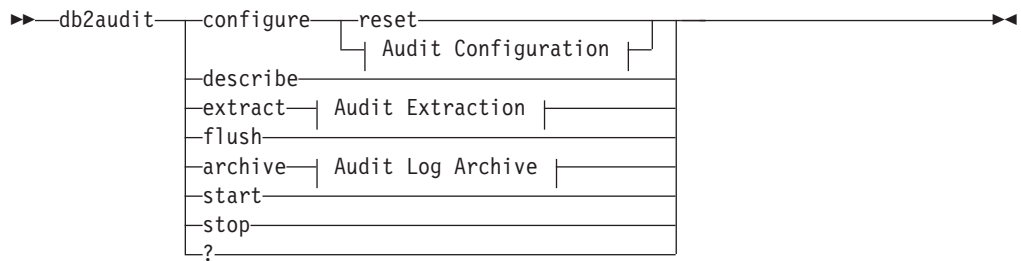 db2audit configure reset
Audit Configuration
describe
extract Audit Extraction
flush
archive Audit Log Archive
start
stop
?